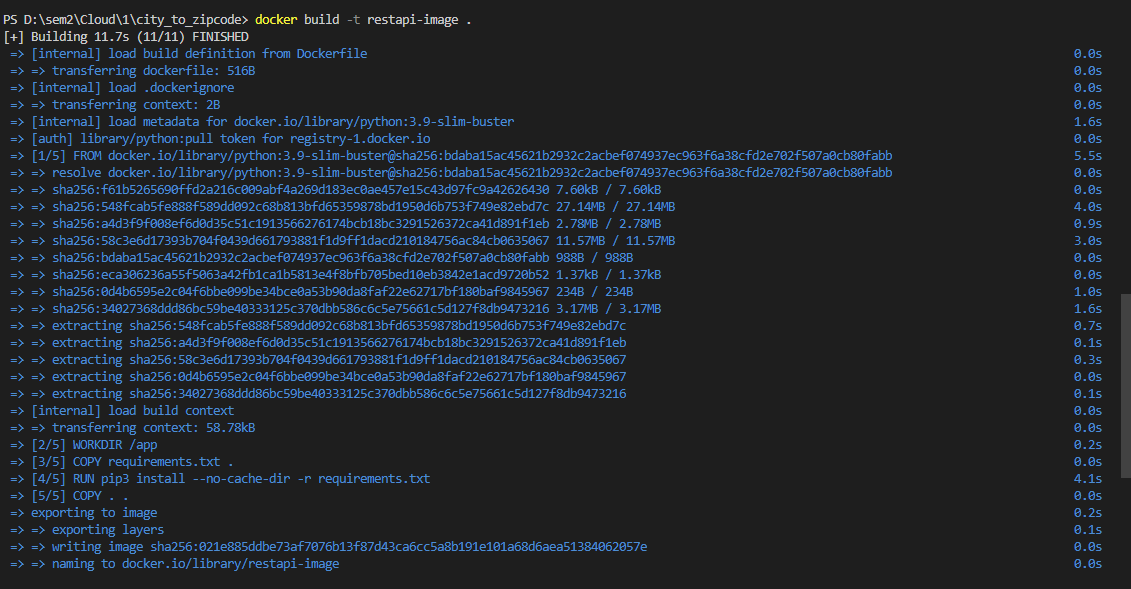 PS D:\sem2\Cloud\1\city_to_zipcode> docker build -t restapi-image .
[+] Building 11.7s (11/11) FINISHED
=> [internal] load build definition from Dockerfile 0.0s
=> => transferring dockerfile: 516B 0.0s
=> [internal] load .dockerignore 0.0s
=> => transferring context: 2B 0.0s
=> [internal] load metadata for docker.io/library/python:3.9-slim-buster 1.6s
=> [auth] library/python:pull token for registry-1.docker.io 0.0s
=> [1/5] FROM docker.io/library/python:3.9-slim-buster@sha256:bdaba15ac45621b2932c2acbef074937ec963f6a38cfd2e702f507a0cb80fabb 5.5s
=> => resolve docker.io/library/python:3.9-slim-buster@sha256:bdaba15ac45621b2932c2acbef074937ec963f6a38cfd2e702f507a0cb80fabb 0.0s
=> => sha256:f61b5265690ffd2a216c009abf4a269d183ec0ae457e15c43d97fc9a42626430 7.60kB / 7.60kB 0.0s
=> => sha256:548fcab5fe888f589dd092c68b813bfd65359878bd1950d6b753f749e82ebd7c 27.14MB / 27.14MB 4.0s
=> => sha256:a4d3f9f008ef6d0d35c51c1913566276174bcb18bc3291526372ca41d891f1eb 2.78MB / 2.78MB 0.9s
=> => sha256:58c3e6d17393b704f0439d661793881f1d9ff1dacd210184756ac84cb0635067 11.57MB / 11.57MB 3.0s
=> => sha256:bdaba15ac45621b2932c2acbef074937ec963f6a38cfd2e702f507a0cb80fabb 988B / 988B 0.0s
=> => sha256:eca306236a55f5063a42fb1ca1b5813e4f8bfb705bed10eb3842e1acd9720b52 1.37kB / 1.37kB 0.0s
=> => sha256:0d4b6595e2c04f6bbe099be34bce0a53b90da8faf22e62717bf180baf9845967 234B / 234B 1.0s
=> => sha256:34027368ddd86bc59be40333125c370dbb586c6c5e75661c5d127f8db9473216 3.17MB / 3.17MB 1.6s
=> => extracting sha256:548fcab5fe888f589dd092c68b813bfd65359878bd1950d6b753f749e82ebd7c 0.7s
=> => extracting sha256:a4d3f9f008ef6d0d35c51c1913566276174bcb18bc3291526372ca41d891f1eb 0.1s
=> => extracting sha256:58c3e6d17393b704f0439d661793881f1d9ff1dacd210184756ac84cb0635067 0.3s
=> => extracting sha256:0d4b6595e2c04f6bbe099be34bce0a53b90da8faf22e62717bf180baf9845967 0.0s
=> => extracting sha256:34027368ddd86bc59be40333125c370dbb586c6c5e75661c5d127f8db9473216 0.1s
=> [internal] load build context 0.0s
=> => transferring context: 58.78kB 0.0s
=> [2/5] WORKDIR /app 0.2s
=> [3/5] COPY requirements.txt . 0.0s
=> [4/5] RUN pip3 install --no-cache-dir -r requirements.txt 4.1s
=> [5/5] COPY . . 0.0s
=> exporting to image 0.2s
=> => exporting layers 0.1s
=> => writing image sha256:021e885ddbe73af7076b13f87d43ca6cc5a8b191e101a68d6aea51384062057e 0.0s
=> => naming to docker.io/library/restapi-image 0.0s